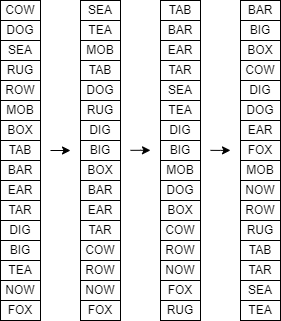 COW SEA TAB BAR
DOG TEA BAR BIG
SEA MOB EAR BOX
RUG TAB TAR COW
ROW DOG SEA DIG
MOB RUG TEA DOG
BOX DIG DIG EAR
TAB BIG BIG FOX
BAR BOX MOB MOB
EAR BAR DOG NOW
TAR EAR BOX ROW
DIG TAR COW RUG
BIG COW ROW TAB
TEA ROW NOW TAR
NOW NOW FOX SEA
FOX FOX RUG TEA